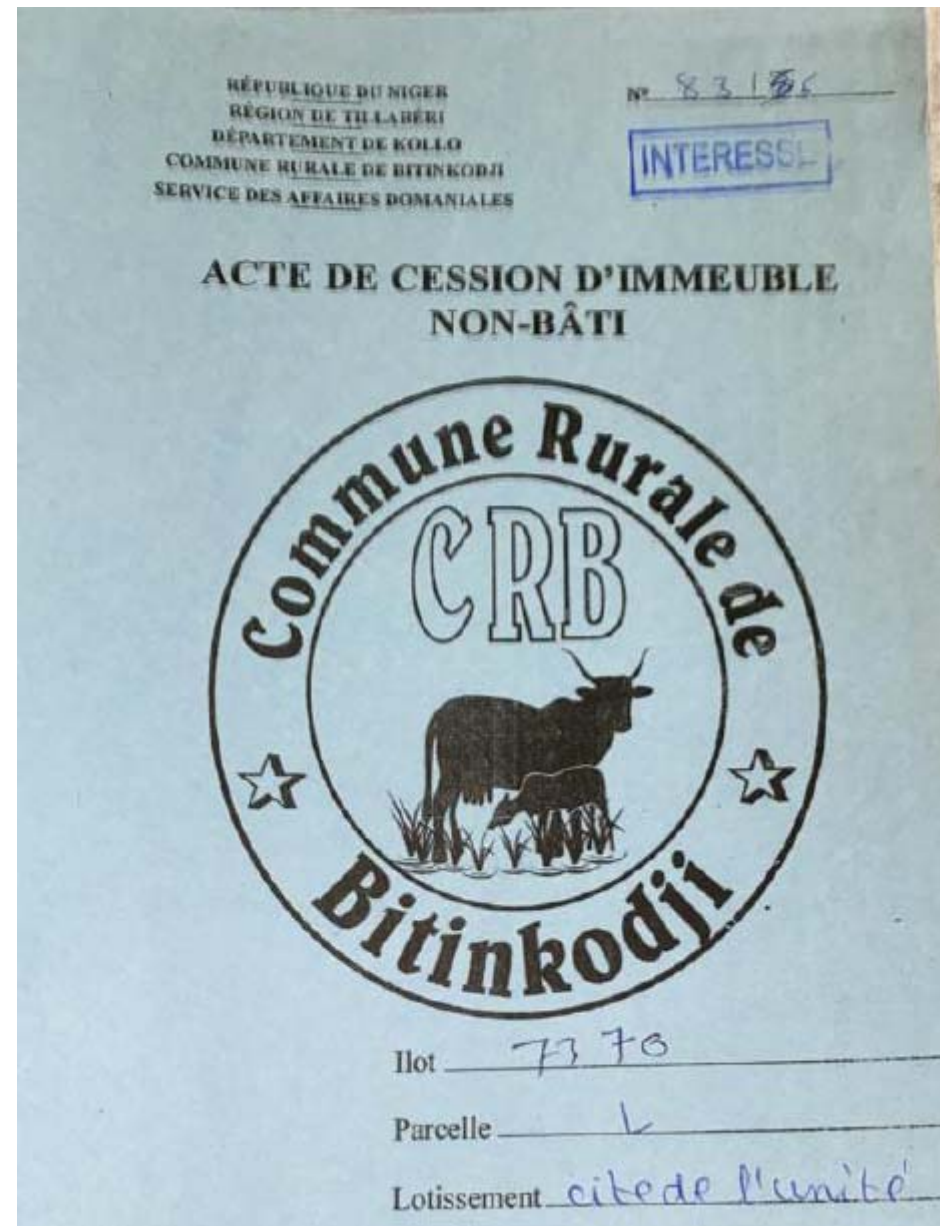 RÉPUBLIQUE DU NIGER
RÉGION DE TILLABÉRI
DÉPARTEMENT DE KOLLO
COMMUNE RURALE DE BITINKODJI
SERVICE DES AFFAIRES DOMANIALES
N° 831
INTERESSE
ACTE DE CESSION D'IMMEUBLE
NON-BÂTI
Commune Rurale de
CRB
Bitinkodji
Ilot 7370
Parcelle L
Lotissement cite de l'unité